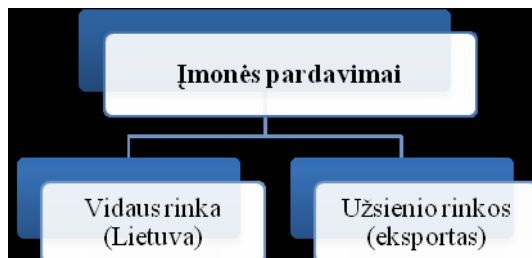 Įmonės pardavimai
Vidaus rinka
(Lietuva)
Užsienio rinkos
(eksportas)